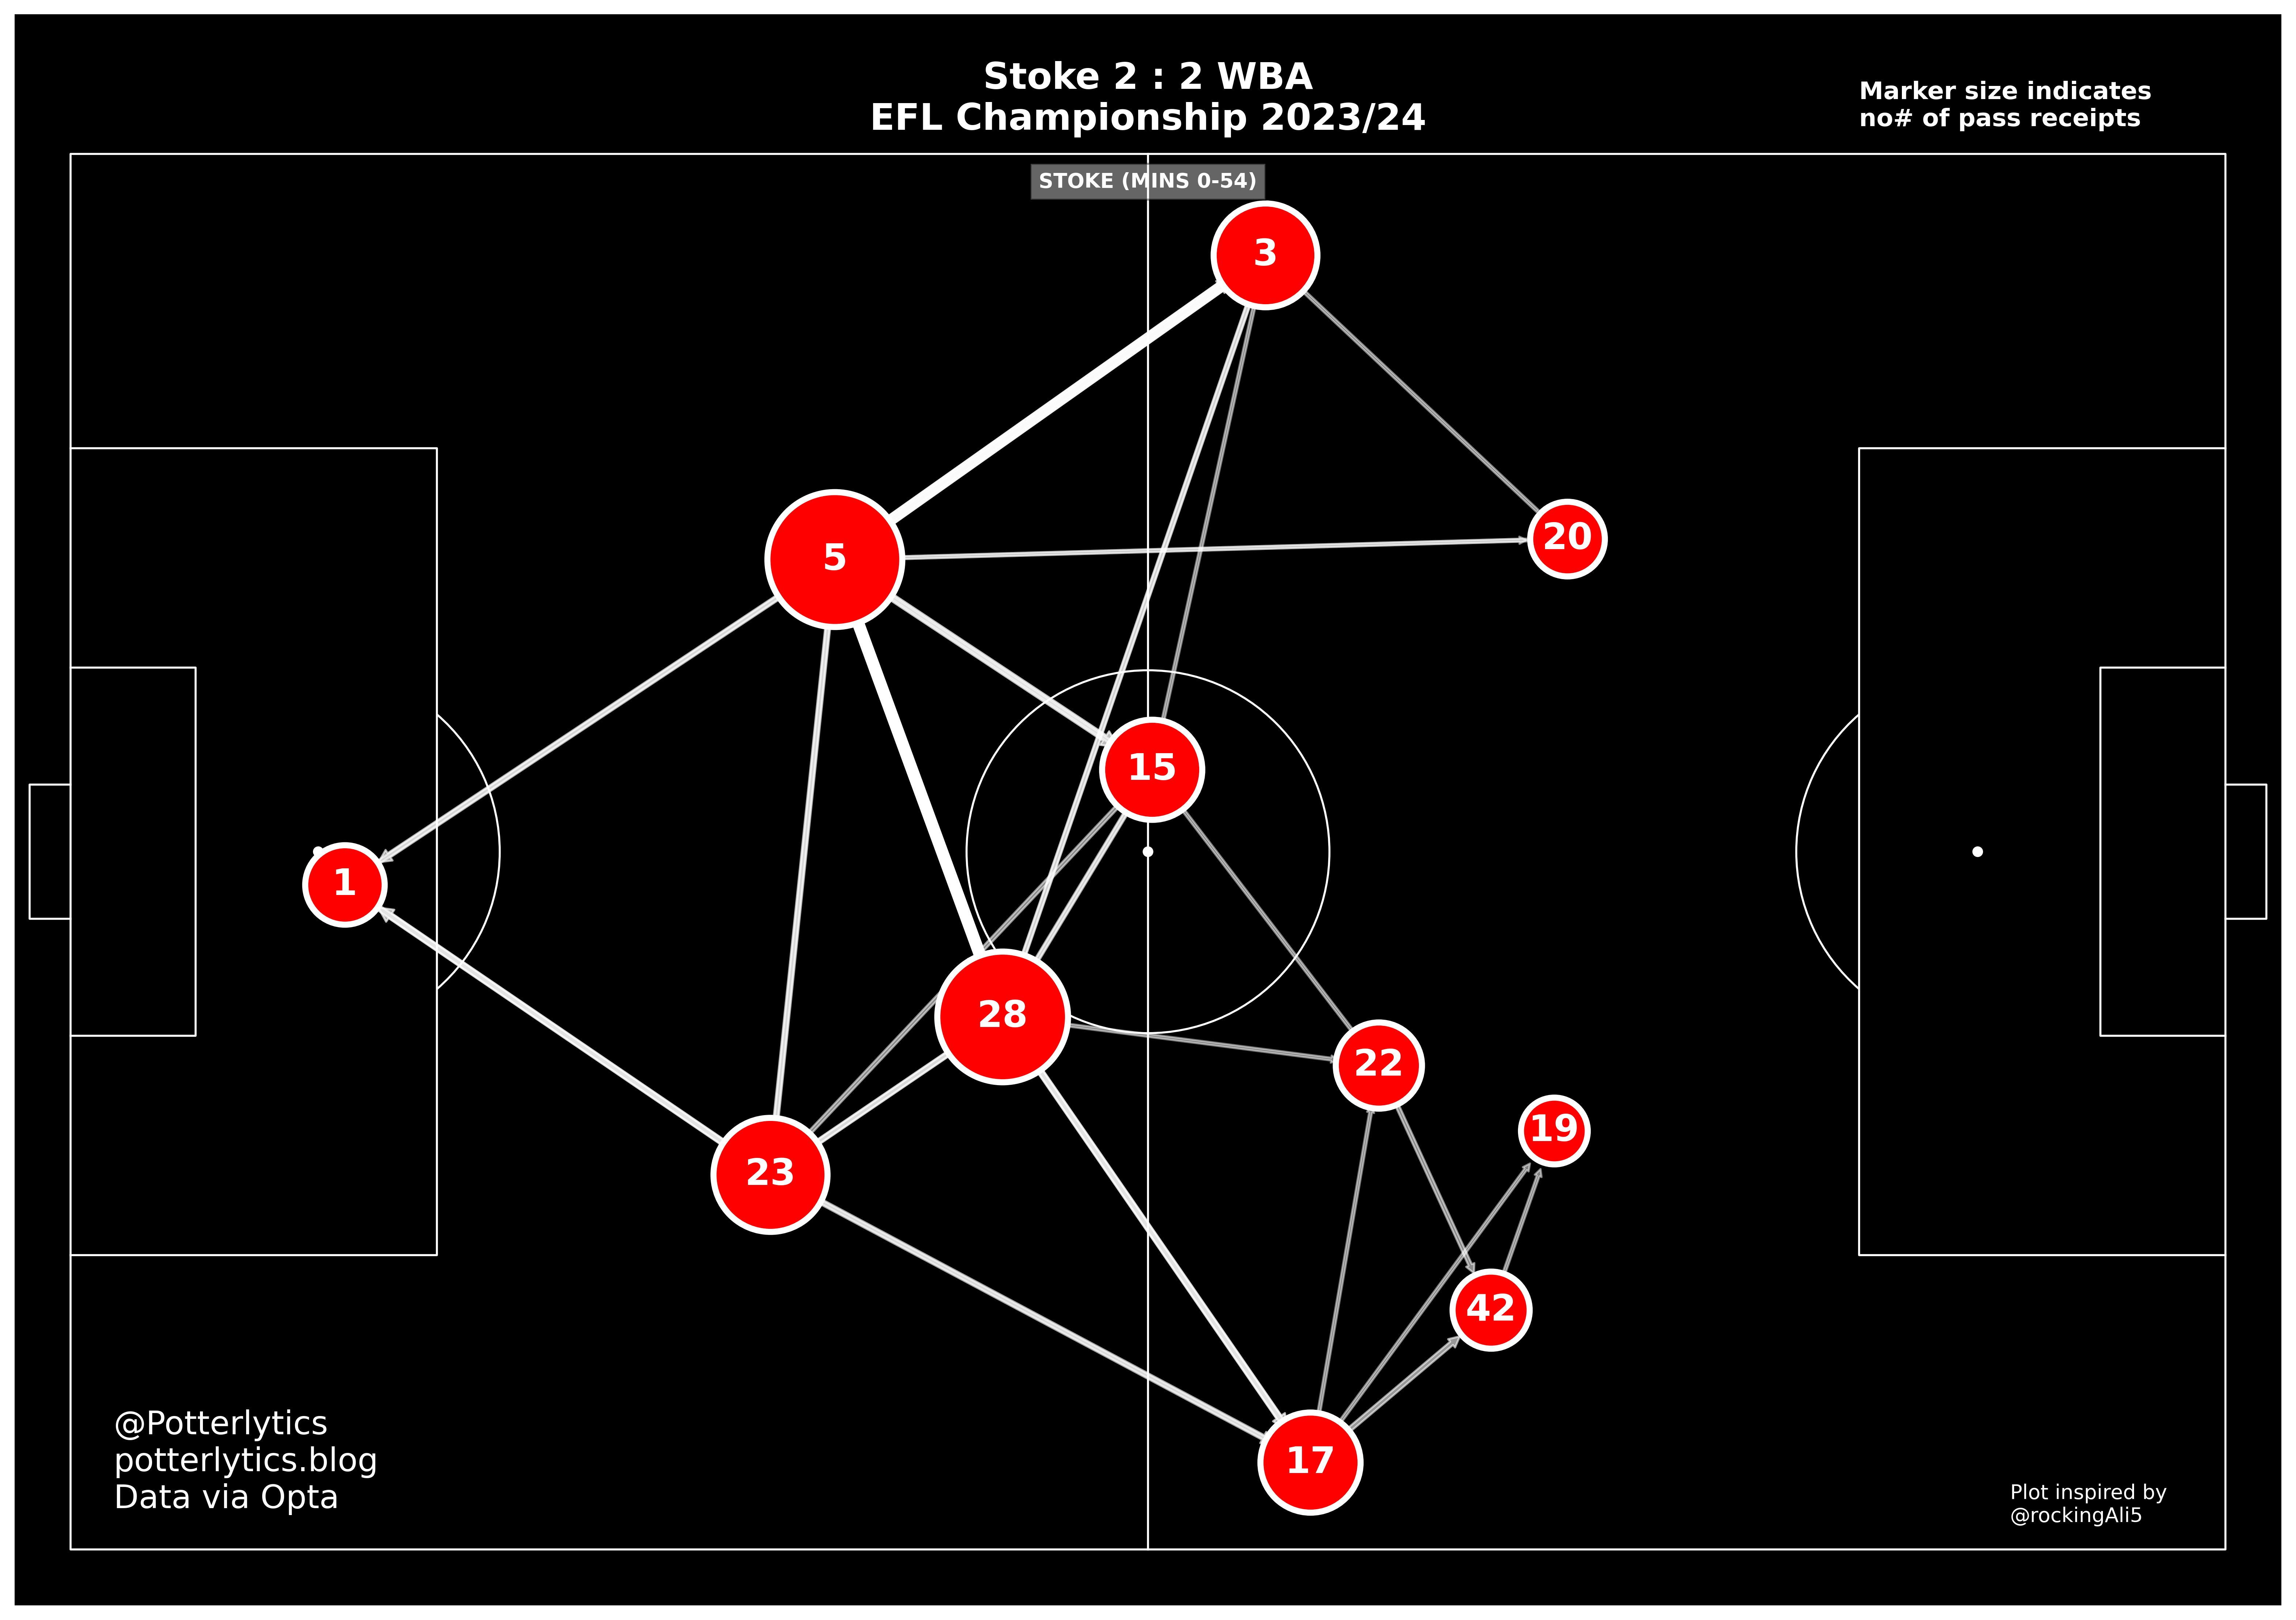 Stoke 2 : 2 WBA
EFL Championship 2023/24
Marker size indicates
no# of pass receipts
STOKE (MINS 0-54)
3
20
5
15
1
28
22
19
23
42
17
@Potterlytics
potterlytics.blog
Data via Opta
Plot inspired by
@rockingAli5